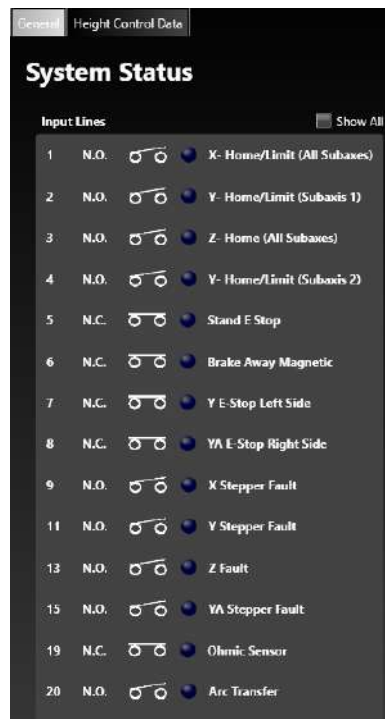 General Height Control Data
System Status
Input Lines Show All
1 N.O. X- Home/Limit (All Subaxes)
2 N.O. Y- Home/Limit (Subaxis 1)
3 N.O. Z- Home (All Subaxes)
4 N.O. Y- Home/Limit (Subaxis 2)
5 N.C. Stand E Stop
6 N.C. Brake Away Magnetic
7 N.C. Y E-Stop Left Side
8 N.C. YA E-Stop Right Side
9 N.O. X Stepper Fault
11 N.O. Y Stepper Fault
13 N.O. Z Fault
15 N.O. YA Stepper Fault
19 N.C. Ohmic Sensor
20 N.O. Arc Transfer